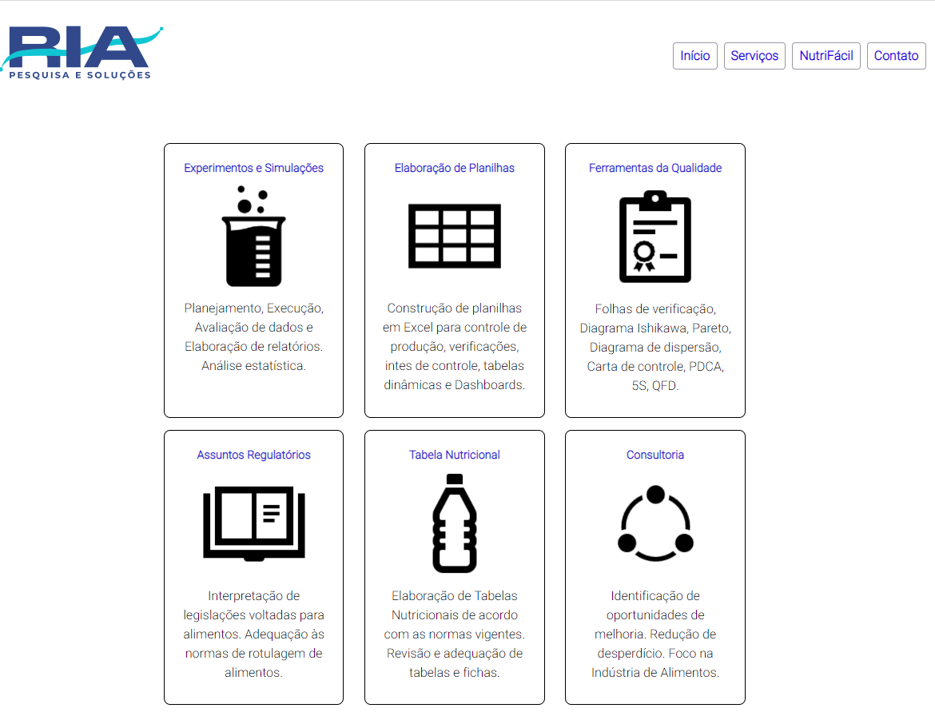 RIA
PESQUISA E SOLUÇÕES
Início
Serviços
NutriFácil
Contato
Experimentos e Simulações
Planejamento, Execução,
Avaliação de dados e
Elaboração de relatórios.
Análise estatística.
Elaboração de Planilhas
Construção de planilhas
em Excel para controle de
produção, verificações,
intes de controle, tabelas
dinâmicas e Dashboards.
Ferramentas da Qualidade
Folhas de verificação,
Diagrama Ishikawa, Pareto,
Diagrama de dispersão,
Carta de controle, PDCA,
5S, QFD.
Assuntos Regulatórios
Interpretação de
legislações voltadas para
alimentos. Adequação às
normas de rotulagem de
alimentos.
Tabela Nutricional
Elaboração de Tabelas
Nutricionais de acordo
com as normas vigentes.
Revisão e adequação de
tabelas e fichas.
Consultoria
Identificação de
oportunidades de
melhoria. Redução de
desperdício. Foco na
Indústria de Alimentos.